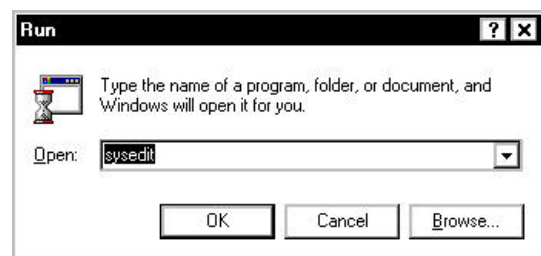 Run
Type the name of a program, folder, or document, and
Windows will open it for you.
Open: sysedit
OK Cancel Browse...